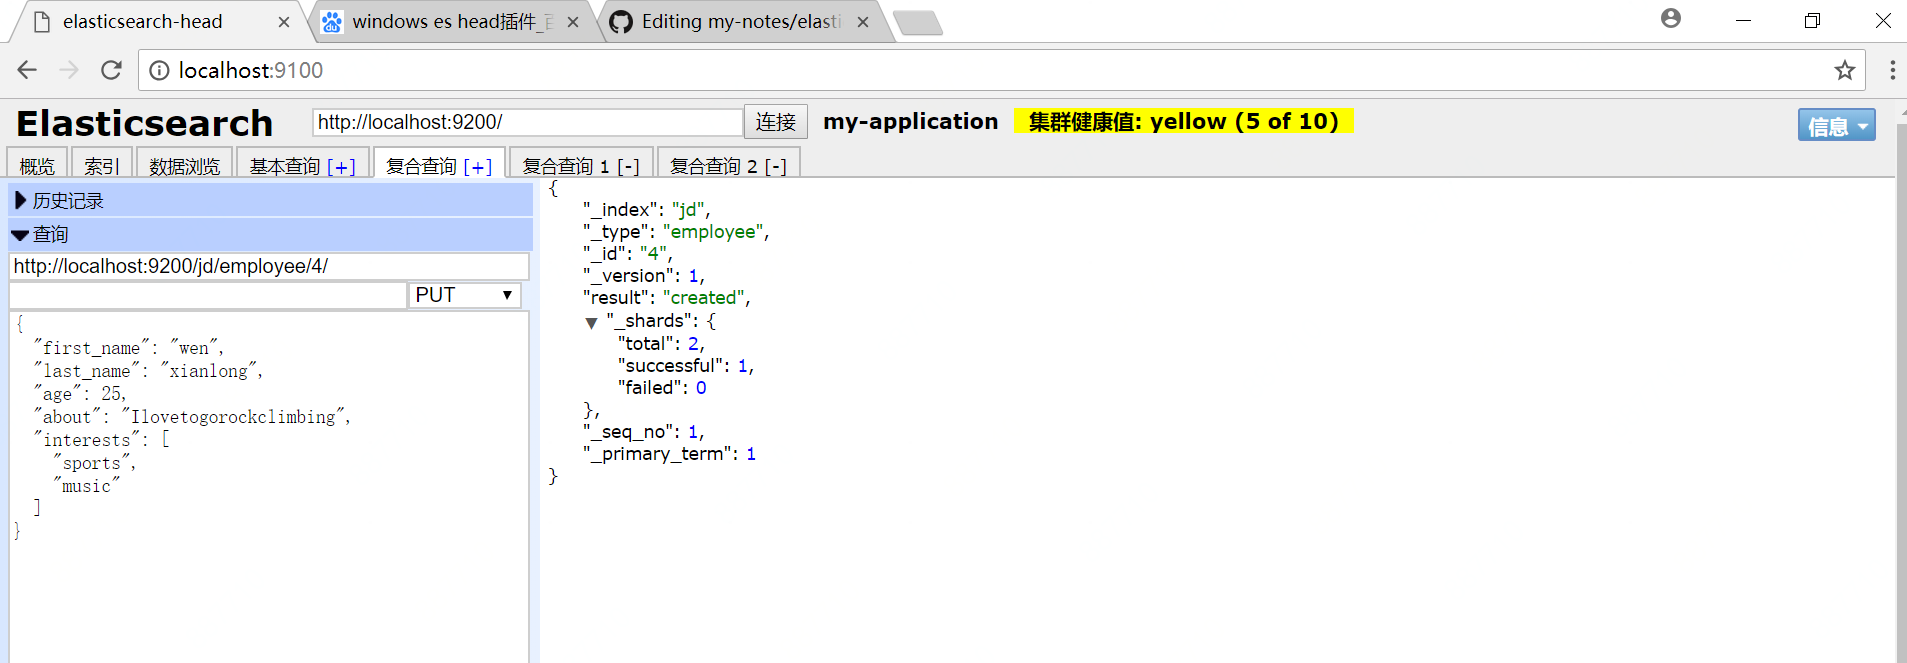 elasticsearch-head
windows es head插件_百
Editing my-notes/elasti
localhost:9100
Elasticsearch
http://localhost:9200/
连接
my-application
集群健康值: yellow (5 of 10)
信息
概览
索引
数据浏览
基本查询 [+]
复合查询 [+]
复合查询 1 [-]
复合查询 2 [-]
历史记录
查询
http://localhost:9200/jd/employee/4/
PUT
{
"first_name": "wen",
"last_name": "xianlong",
"age": 25,
"about": "Ilovetogorockclimbing",
"interests": [
"sports",
"music"
]
}
{
"_index": "jd",
"_type": "employee",
"_id": "4",
"_version": 1,
"result": "created",
"_shards": {
"total": 2,
"successful": 1,
"failed": 0
},
"_seq_no": 1,
"_primary_term": 1
}